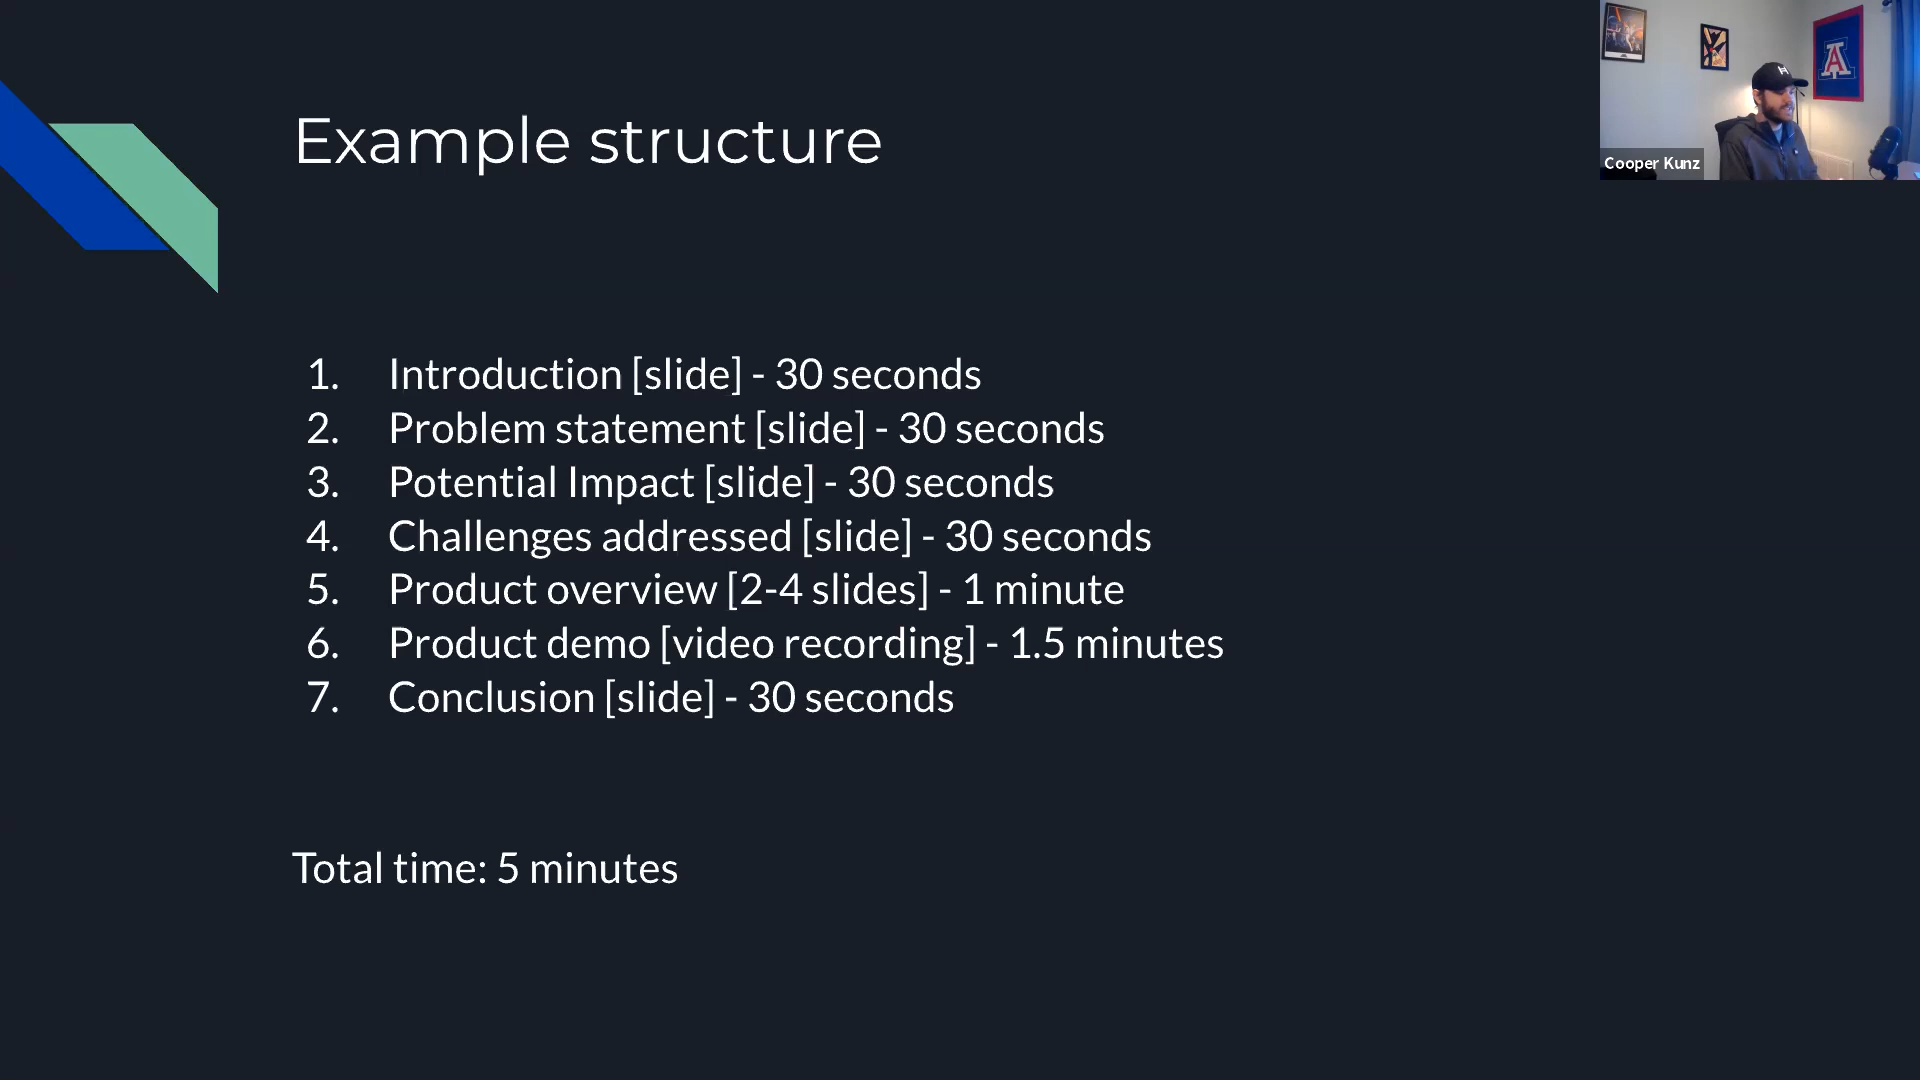 Example structure
Cooper Kunz
1. Introduction [slide] - 30 seconds
2. Problem statement [slide] - 30 seconds
3. Potential Impact [slide] - 30 seconds
4. Challenges addressed [slide] - 30 seconds
5. Product overview [2-4 slides] - 1 minute
6. Product demo [video recording] - 1.5 minutes
7. Conclusion [slide] - 30 seconds
Total time: 5 minutes
A